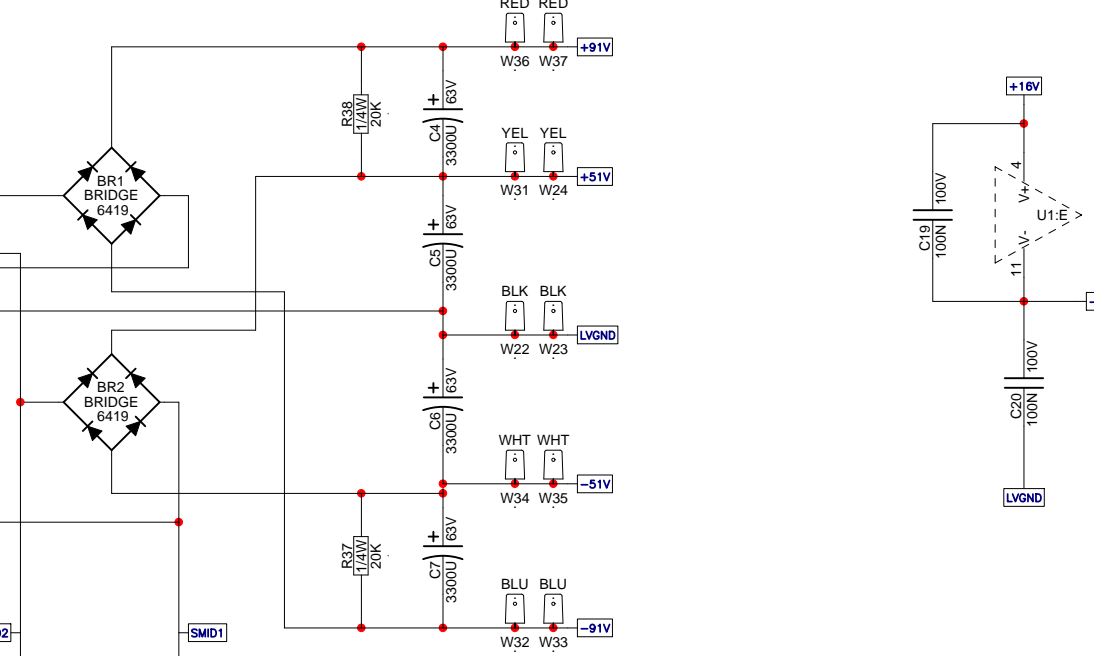 RED RED
W36 W37
+91V
R38
1/4W
20K
+
63V
C4
3300U
YEL YEL
W31 W24
+51V
BR1
BRIDGE
6419
+
63V
C5
3300U
BLK BLK
W22 W23
LVGND
BR2
BRIDGE
6419
+
63V
C6
3300U
WHT WHT
W34 W35
-51V
R37
1/4W
20K
+
63V
C7
3300U
BLU BLU
W32 W33
-91V
SMID1
+16V
4
V+
U1:E
V-
11
100V
C19
100N
100V
C20
100N
LVGND